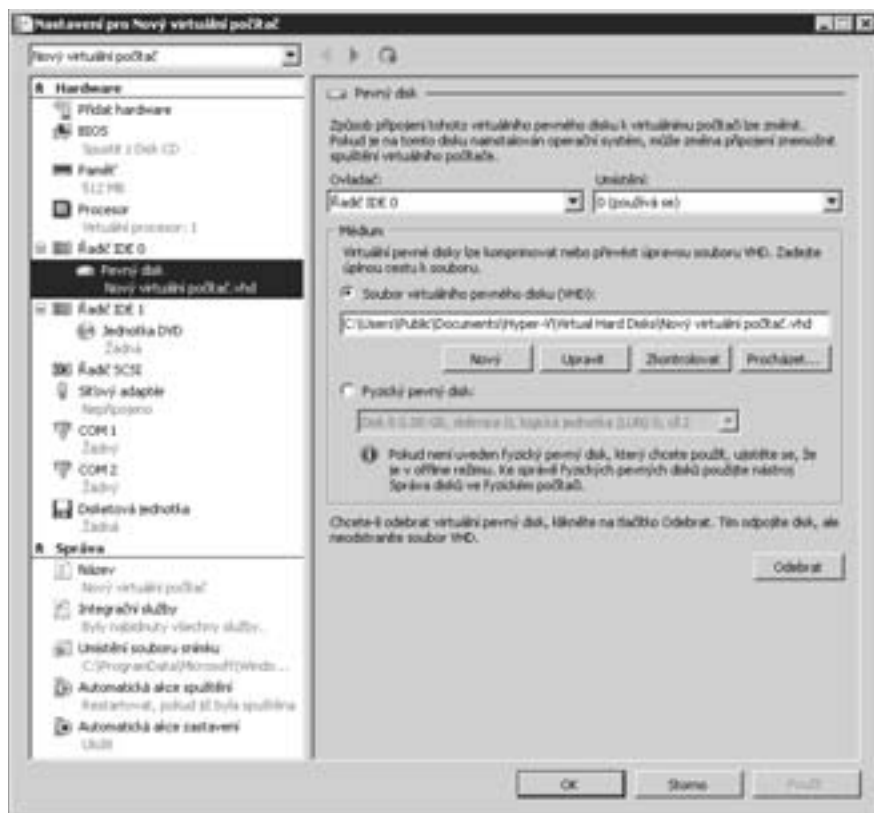 Nastavení pro Nový virtuální počítač
Nový virtuální počítač
Hardware
Přidat hardware
BIOS
Spustit z Disk CD
Paměť
512 MB
Procesor
Virtuální procesor: 1
Řadič IDE 0
Pevný disk
Nový virtuální počítač.vhd
Řadič IDE 1
Jednotka DVD
Žádná
Řadič SCSI
Síťový adaptér
Nepřipojeno
COM 1
Žádný
COM 2
Žádný
Disketová jednotka
Žádná
Správa
Název
Nový virtuální počítač
Integrační služby
Byly nabídnuty všechny služby.
Umístění souboru snímku
C:\ProgramData\Microsoft\Windo...
Automatická akce spuštění
Restartovat, pokud již byla spuštěna
Automatická akce zastavení
Uložit
Pevný disk
Způsob připojení tohoto virtuálního pevného disku k virtuálnímu počítači lze změnit.
Pokud je na tomto disku nainstalován operační systém, může změna připojení znemožnit
spuštění virtuálního počítače.
Ovladač:
Umístění:
Řadič IDE 0
0 (používá se)
Médium
Virtuální pevné disky lze komprimovat nebo převést úpravou souboru VHD. Zadejte
úplnou cestu k souboru.
Soubor virtuálního pevného disku (VHD):
C:\Users\Public\Documents\Hyper-V\Virtual Hard Disks\Nový virtuální počítač.vhd
Nový
Upravit
Zkontrolovat
Procházet...
Fyzický pevný disk:
Pokud není uveden fyzický pevný disk, který chcete použít, ujistěte se, že
je v offline režimu. Ke správě fyzických pevných disků použijte nástroj
Správa disků ve fyzickém počítači.
Chcete-li odebrat virtuální pevný disk, klikněte na tlačítko Odebrat. Tím odpojíte disk, ale
neodstraníte soubor VHD.
Odebrat
OK
Storno
Použít